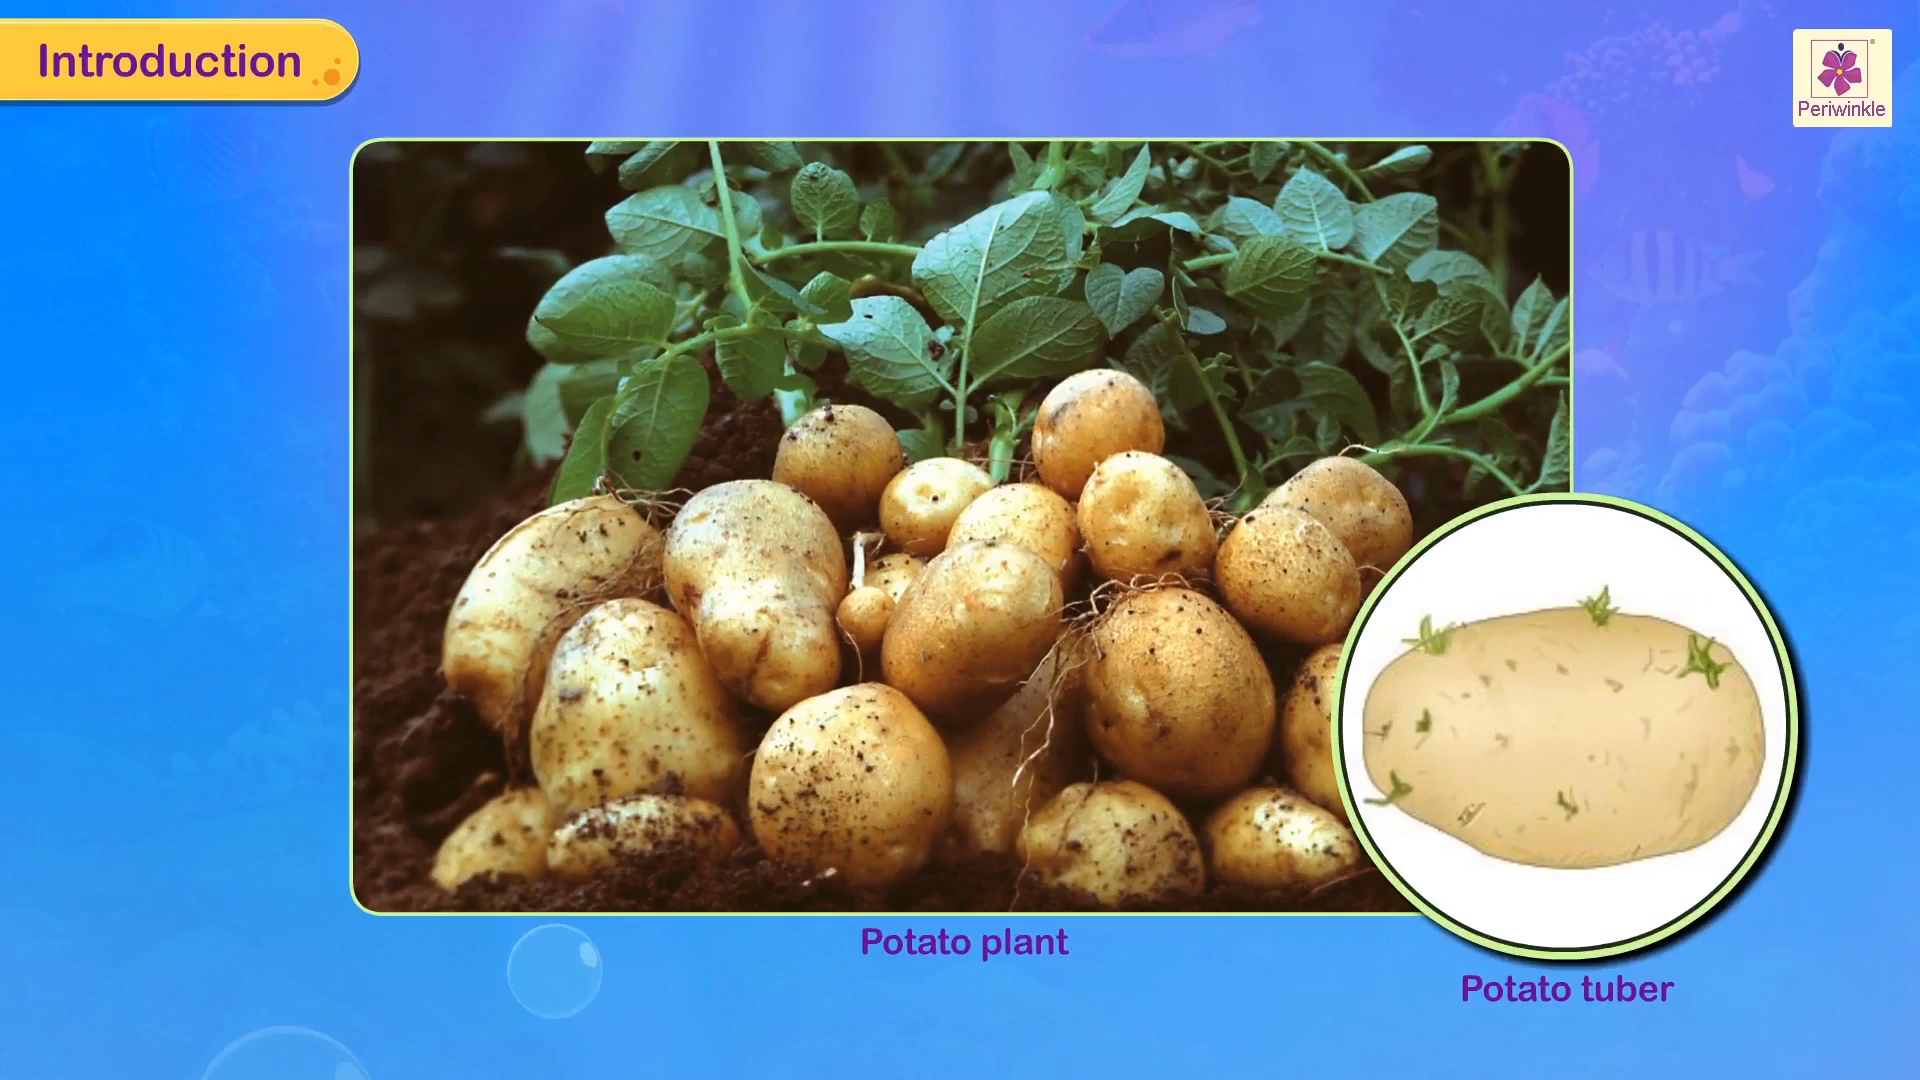 Introduction
Periwinkle
Potato plant
Potato tuber